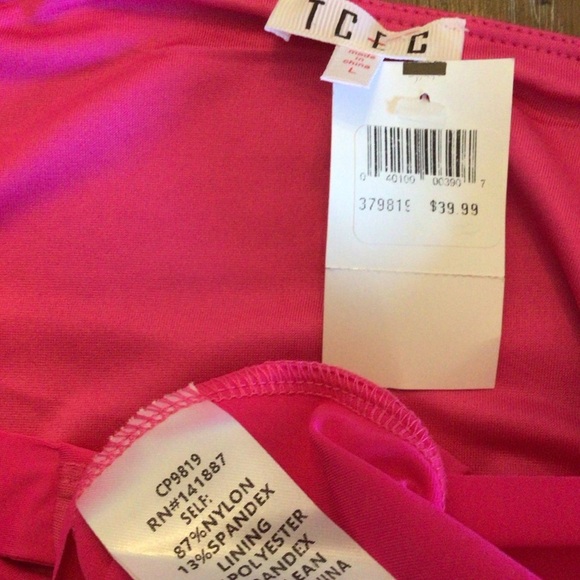 TCEC
made in
china
L
0 40100 00390 7
379819 $39.99
CP9819
RN#141887
SELF:
87%NYLON
13%SPANDEX
LINING
POLYESTER